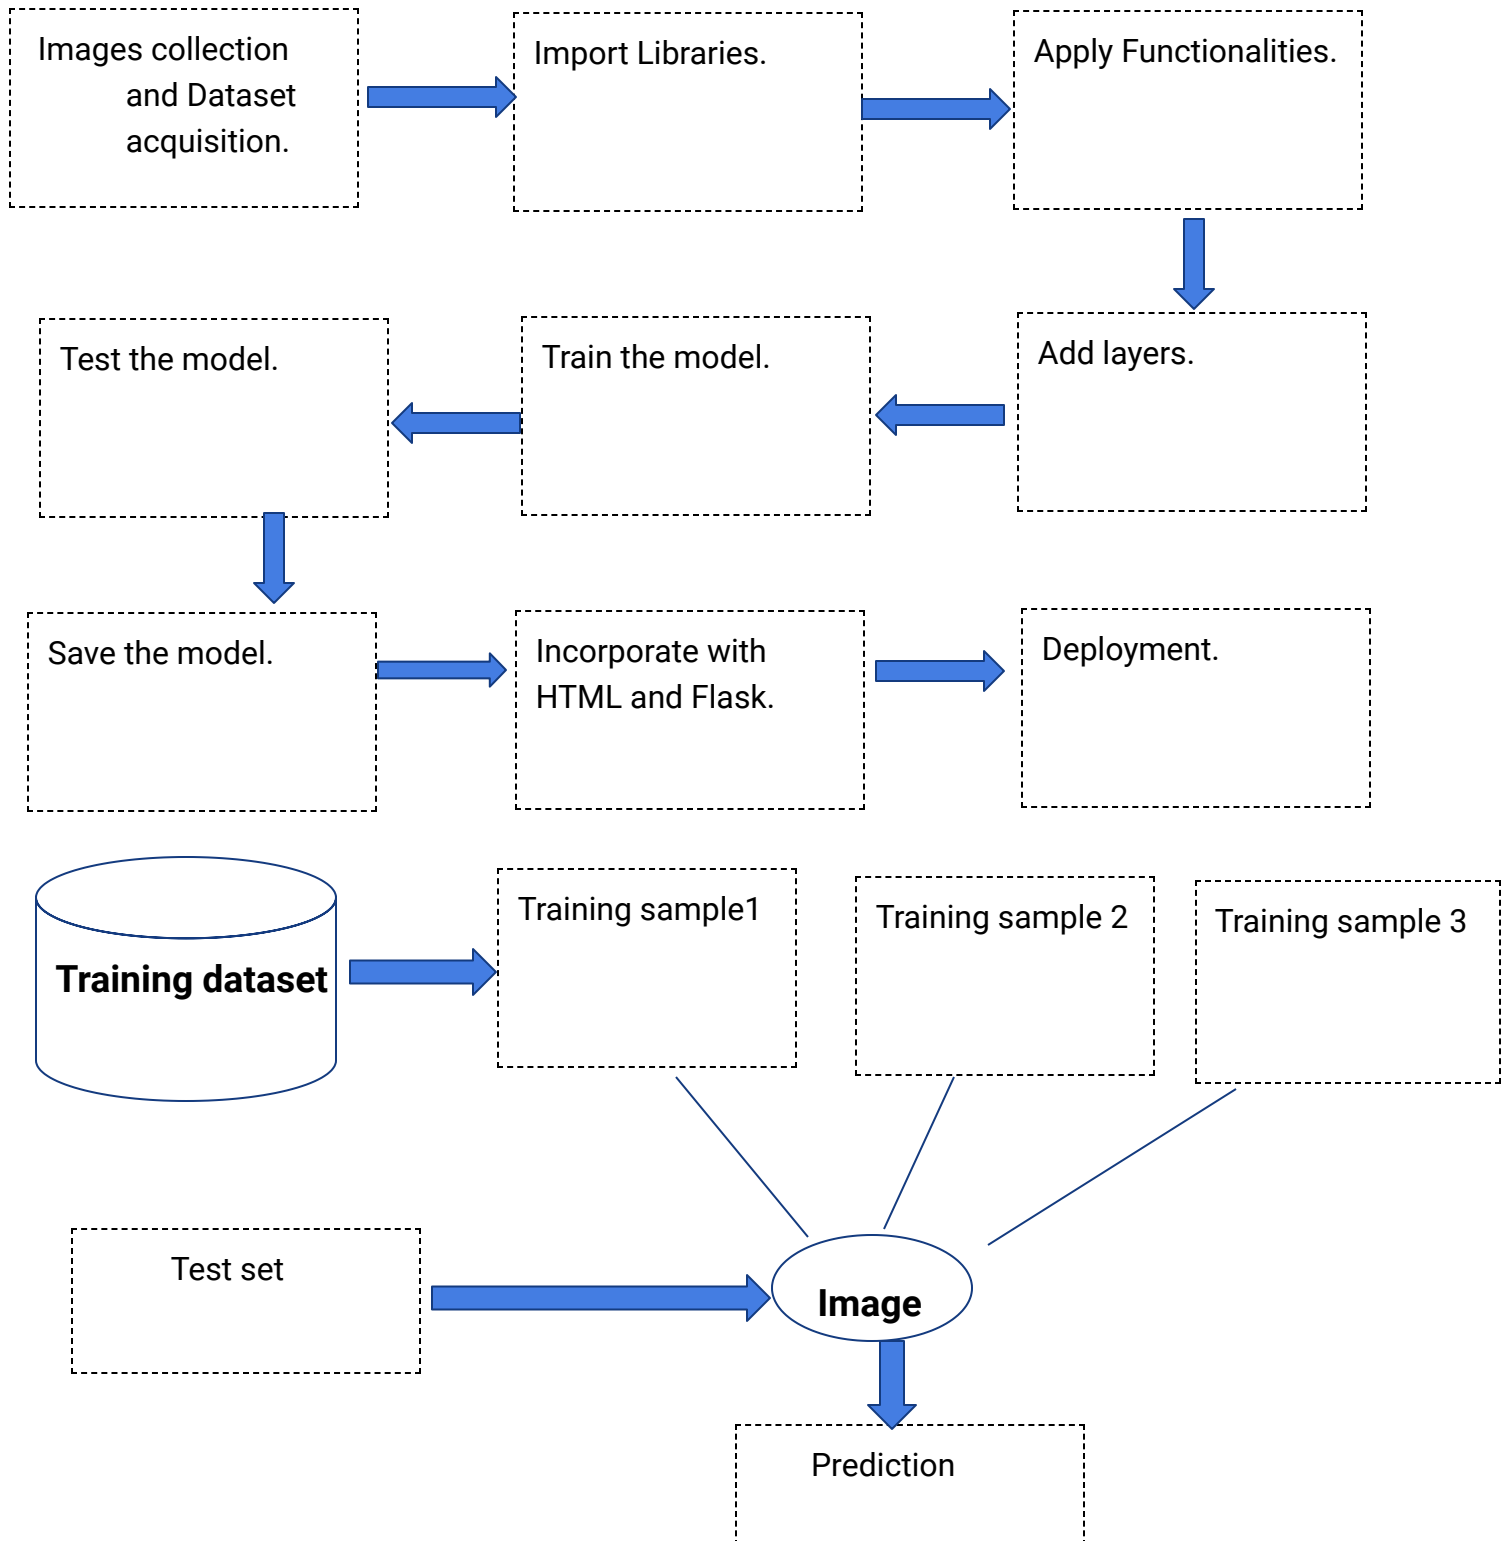 Images collection
and Dataset
acquisition.
Import Libraries.
Apply Functionalities.
Test the model.
Train the model.
Add layers.
Save the model.
Incorporate with
HTML and Flask.
Deployment.
Training dataset
Training sample1
Training sample 2
Training sample 3
Test set
Image
Prediction